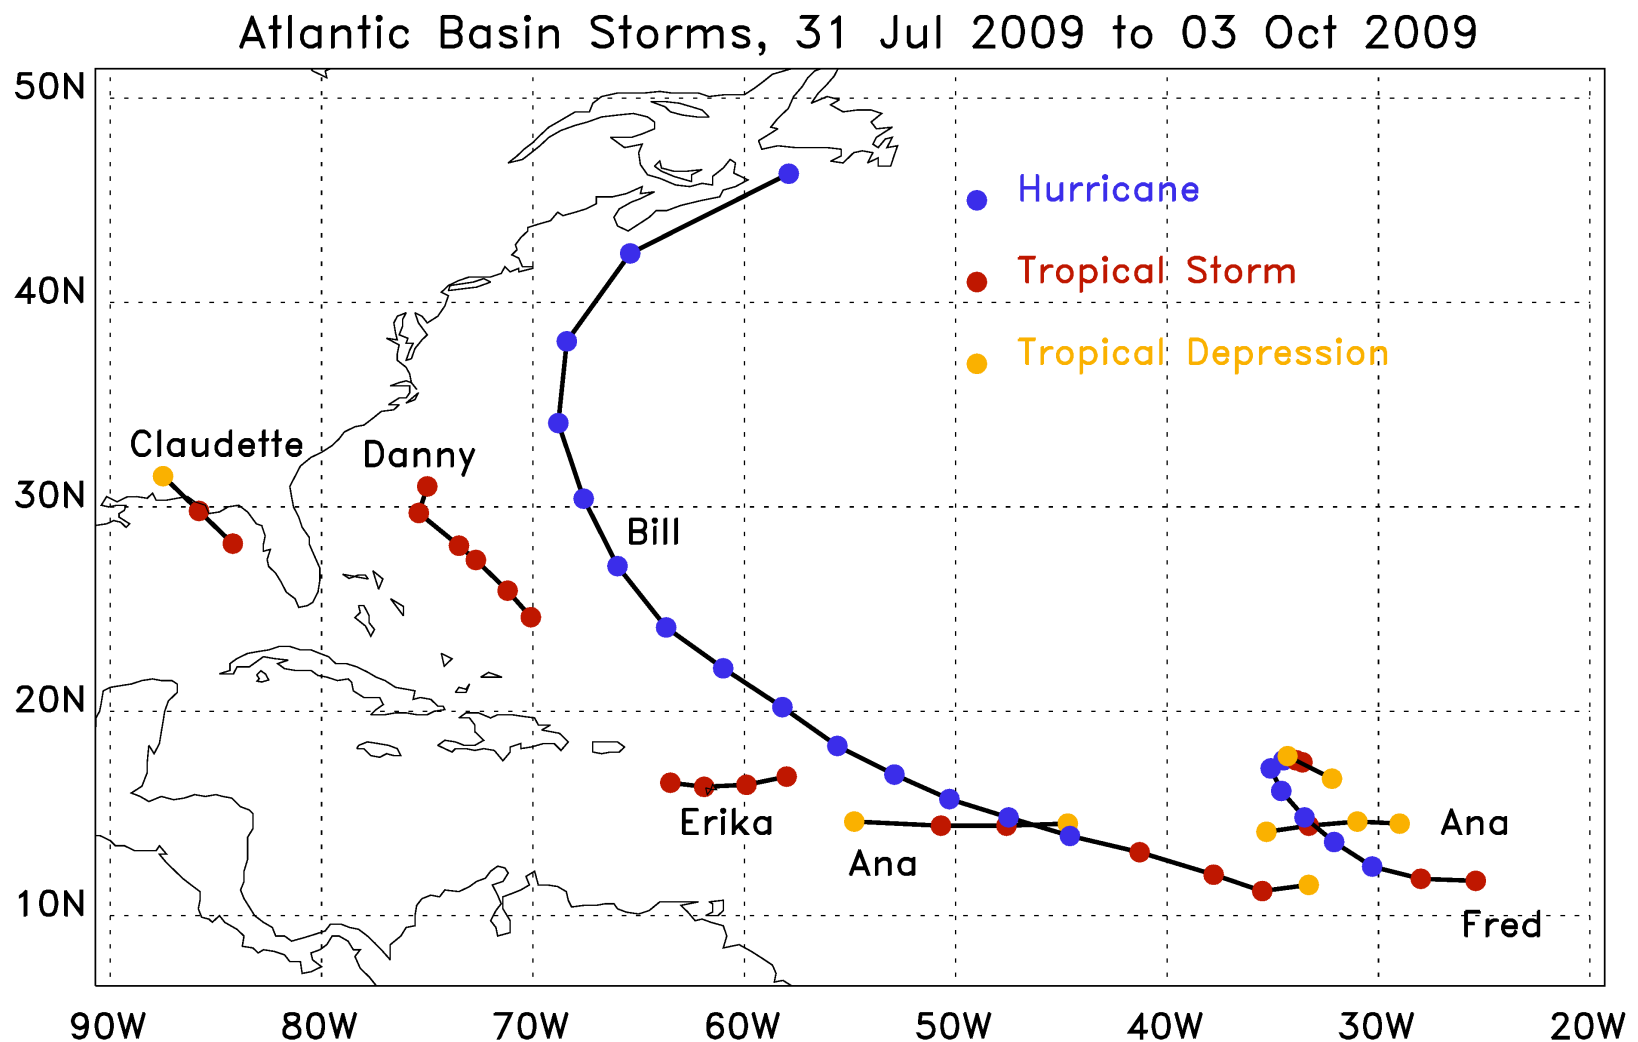 Atlantic Basin Storms, 31 Jul 2009 to 03 Oct 2009
50N
Hurricane
Tropical Storm
40N
Tropical Depression
Claudette
Danny
30N
Bill
20N
Erika
Ana
Ana
10N
Fred
90W 80W 70W 60W 50W 40W 30W 20W